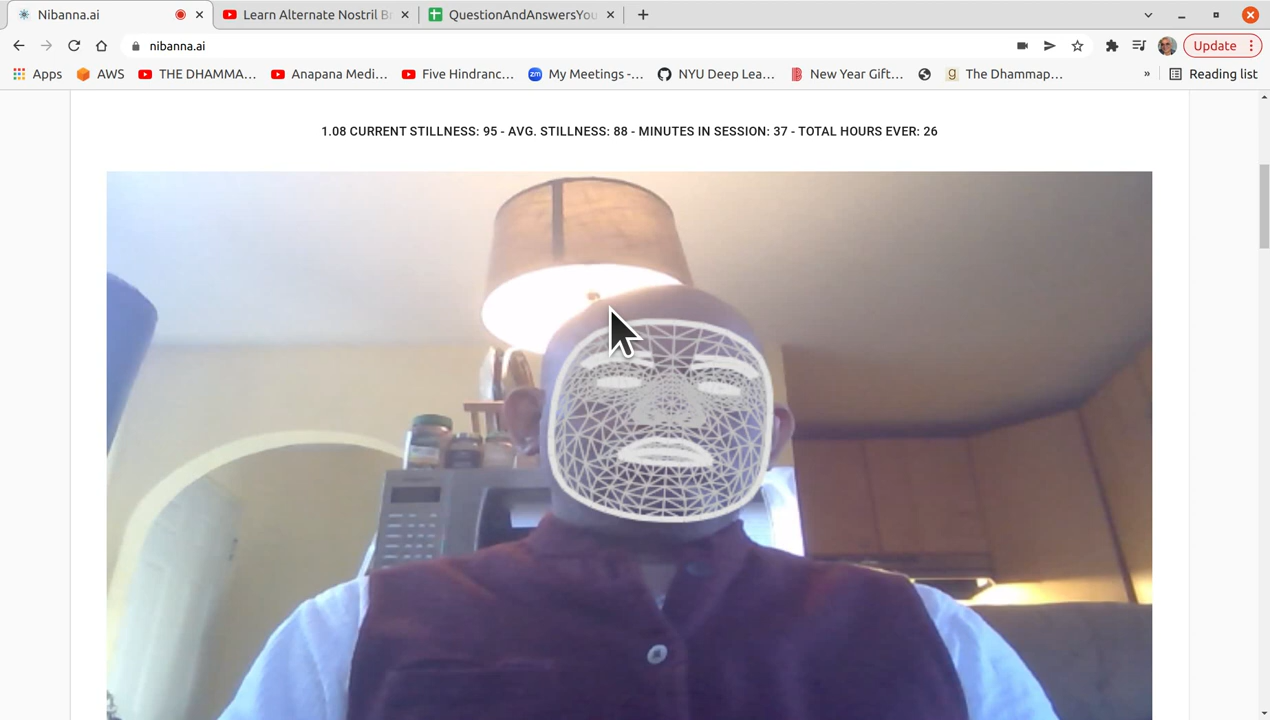 Nibanna.ai
Learn Alternate Nostril B
QuestionAndAnswersYou
nibanna.ai
Update
Apps
AWS
THE DHAMMA...
Anapana Medi...
Five Hindranc...
My Meetings -...
NYU Deep Lea...
New Year Gift...
The Dhammap...
»
Reading list
1.08 CURRENT STILLNESS: 95 - AVG. STILLNESS: 88 - MINUTES IN SESSION: 37 - TOTAL HOURS EVER: 26